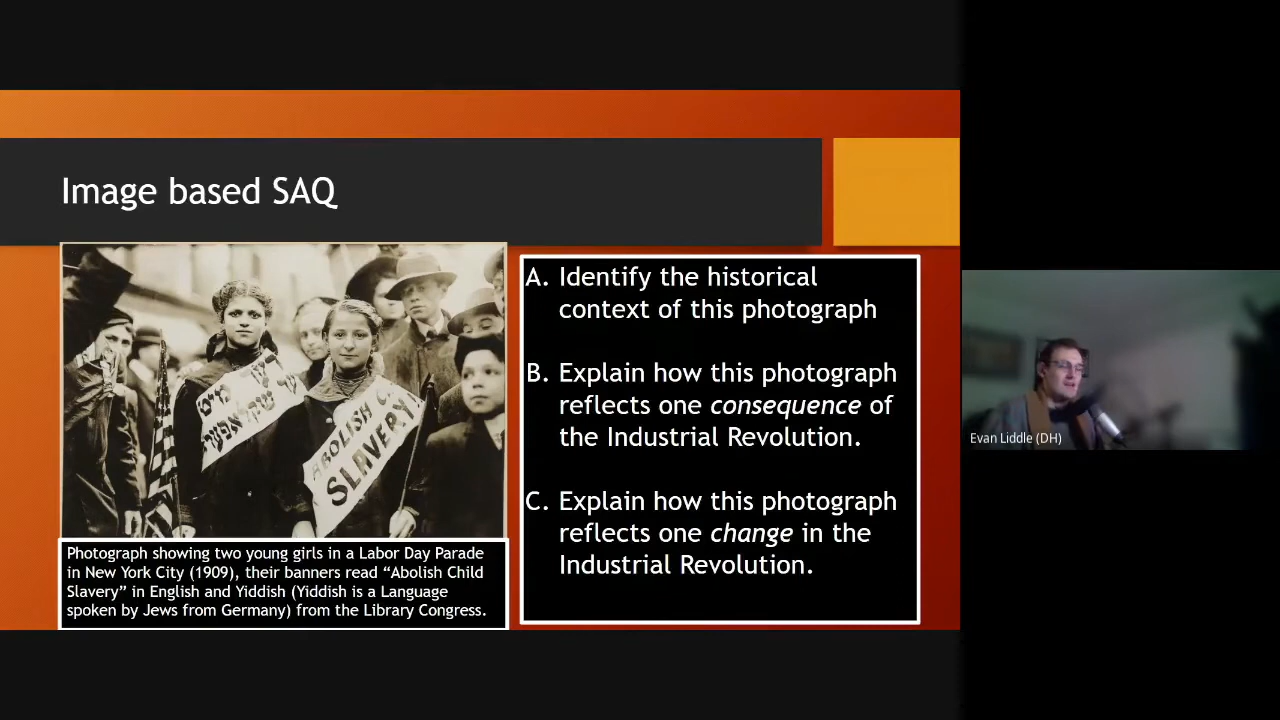 Image based SAQ
ABOLISH C
SLAVERY!
Photograph showing two young girls in a Labor Day Parade
in New York City (1909), their banners read “Abolish Child
Slavery” in English and Yiddish (Yiddish is a Language
spoken by Jews from Germany) from the Library Congress.
A. Identify the historical
context of this photograph
B. Explain how this photograph
reflects one consequence of
the Industrial Revolution.
C. Explain how this photograph
reflects one change in the
Industrial Revolution.
Evan Liddle (DH)